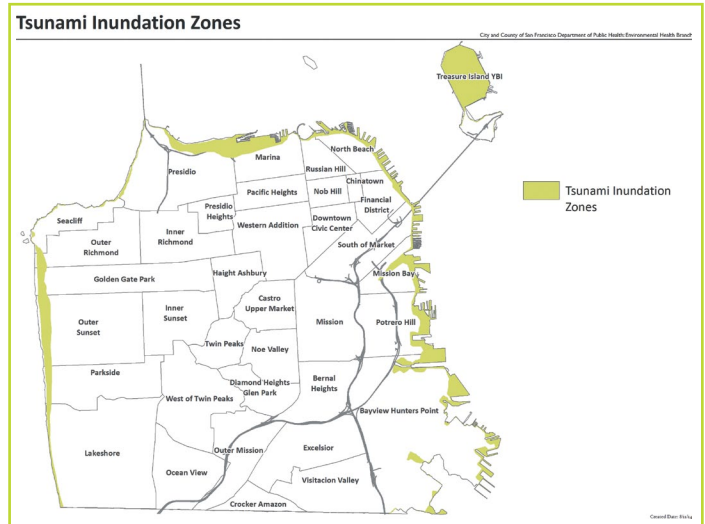 Tsunami Inundation Zones
City and County of San Francisco Department of Public Health: Environmental Health Branch
Treasure Island YBI
North Beach
Marina
Russian Hill
Presidio
Chinatown
Pacific Heights
Nob Hill
Financial
District
Presidio
Heights
Seacliff
Western Addition
Downtown
Civic Center
Inner
Richmond
Outer
Richmond
South of Market
Tsunami Inundation
Zones
Golden Gate Park
Haight Ashbury
Mission Bay
Castro
Upper Market
Inner
Sunset
Outer
Sunset
Mission
Potrero Hill
Twin Peaks
Noe Valley
Parkside
Diamond Heights
Glen Park
Bernal
Heights
West of Twin Peaks
Bayview Hunters Point
Lakeshore
Outer Mission
Excelsior
Ocean View
Visitacion Valley
Crocker Amazon
Created Date: